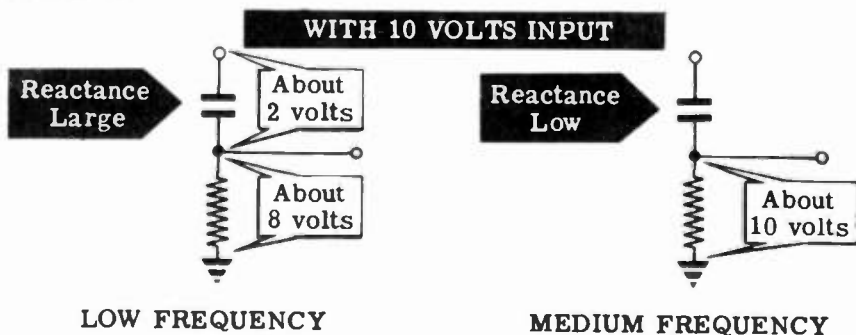 WITH 10 VOLTS INPUT
Reactance
Large
About
2 volts
About
8 volts
LOW FREQUENCY
Reactance
Low
About
10 volts
MEDIUM FREQUENCY